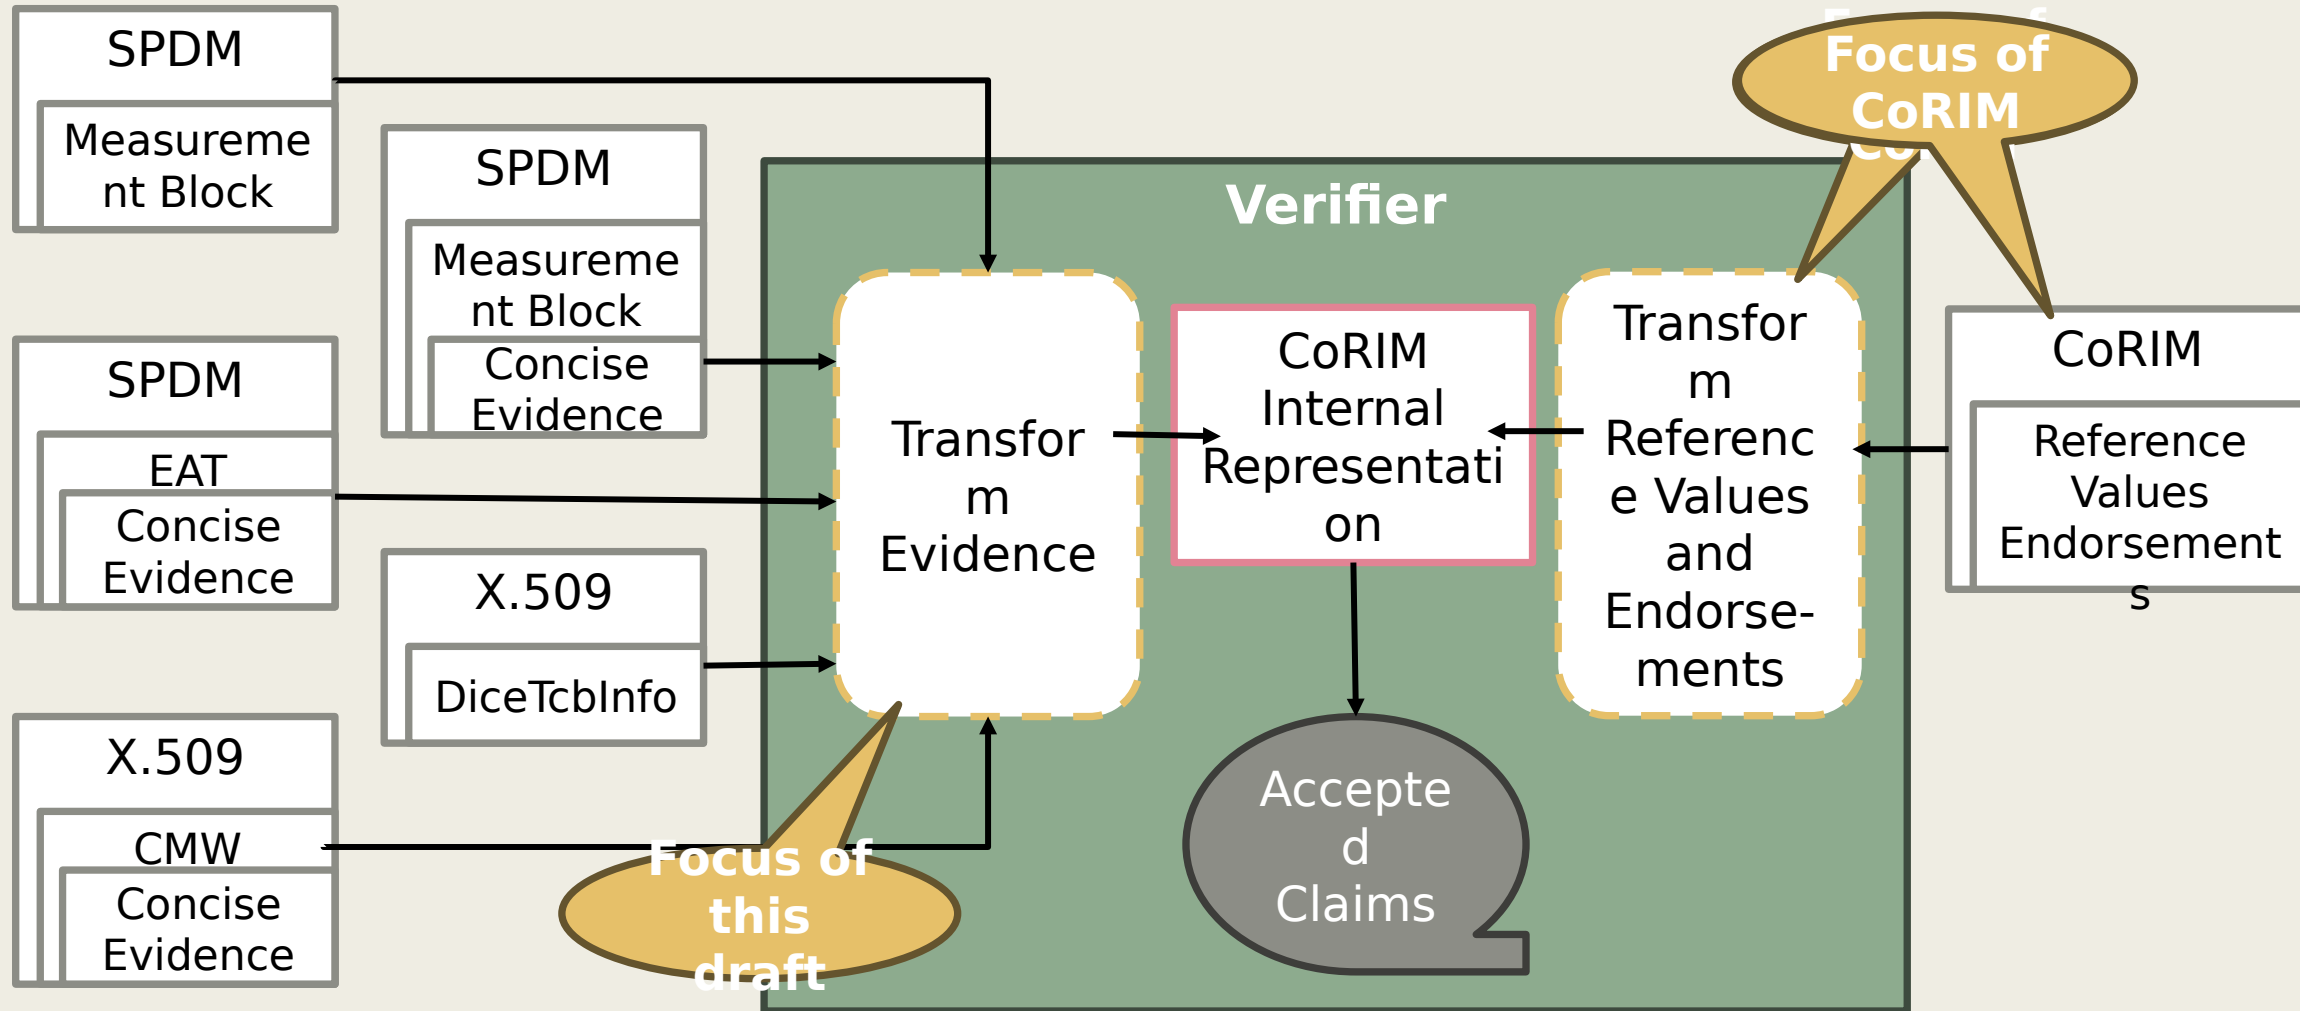 SPDM
Measureme
nt Block
SPDM
Measureme
nt Block
Concise
Evidence
SPDM
EAT
Concise
Evidence
X.509
DiceTcbInfo
X.509
CMW
Concise
Evidence
Verifier
Transfor
m
Evidence
Focus of
this
draft
CoRIM
Internal
Representati
on
Accepte
d
Claims
Transfor
m
Referenc
e Values
and
Endorse-
ments
Focus of
CoRIM
CoRIM
Reference
Values
Endorsement
s